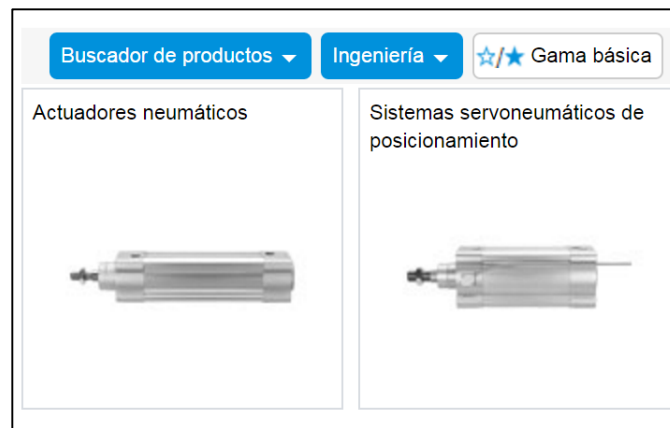 Buscador de productos
Ingeniería
☆/★ Gama básica
Actuadores neumáticos
Sistemas servoneumáticos de
posicionamiento